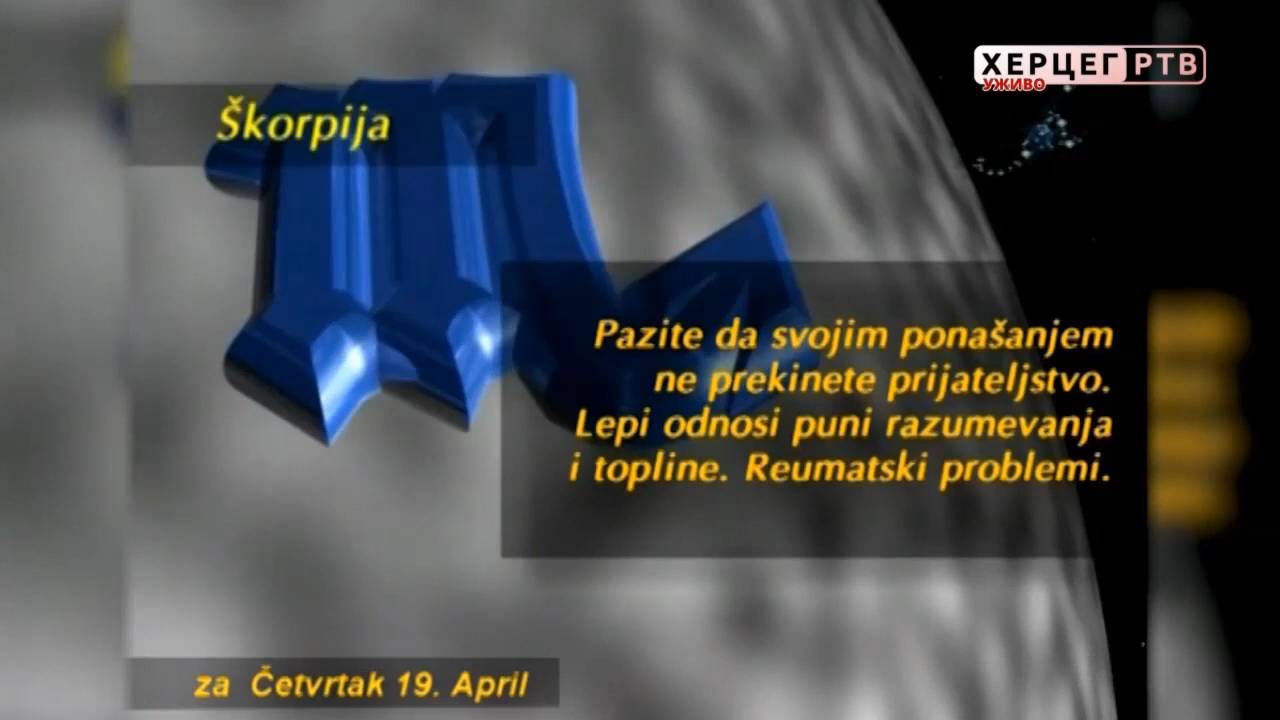 ХЕРЦЕГ РТВ
УЖИВО
Škorpija
Pazite da svojim ponašanjem
ne prekinete prijateljstvo.
Lepi odnosi puni razumevanja
i topline. Reumatski problemi.
za Četvrtak 19. April